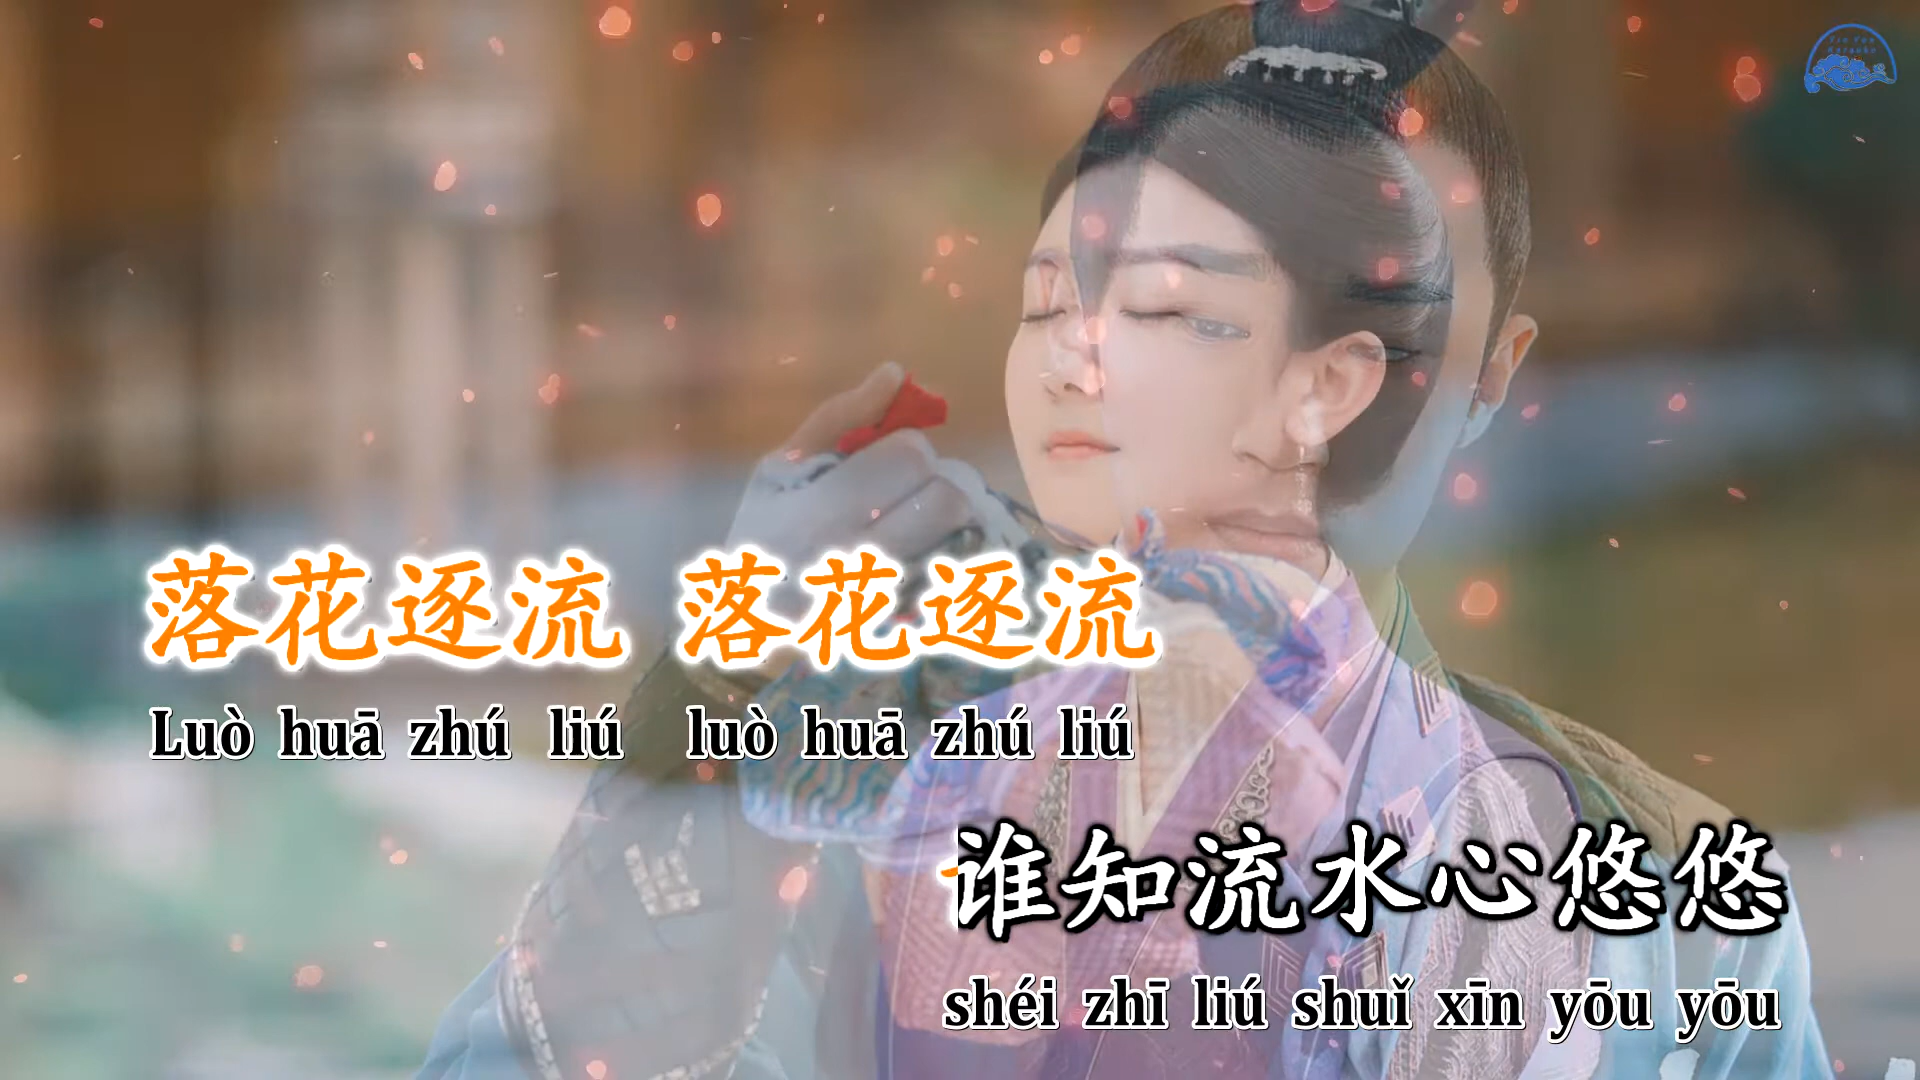 落花逐流 落花逐流
Luò huā zhú liú luò huā zhú liú
谁知流水心悠悠
shéi zhī liú shuǐ xīn yōu yōu